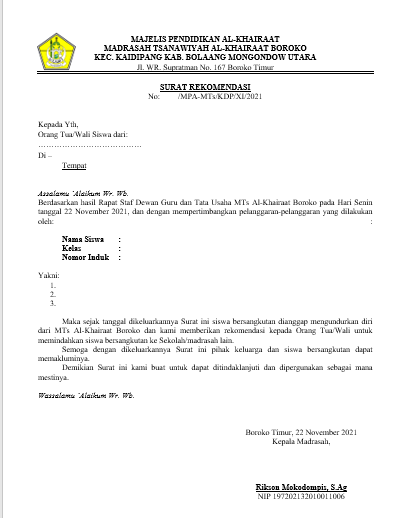 MAJELIS PENDIDIKAN AL-KHAIRAAT
MADRASAH TSANAWIYAH AL-KHAIRAAT BOROKO
KEC. KAIDIPANG KAB. BOLAANG MONGONDOW UTARA
Jl. WR. Supratman No. 167 Boroko Timur
SURAT REKOMENDASI
No: /MPA-MTs/KDP/XI/2021
Kepada Yth,
Orang Tua/Wali Siswa dari:
……………………………………
Di –
Tempat
Assalamu 'Alaikum Wr. Wb.
Berdasarkan hasil Rapat Staf Dewan Guru dan Tata Usaha MTs Al-Khairaat Boroko pada Hari Senin
tanggal 22 November 2021, dan dengan mempertimbangkan pelanggaran-pelanggaran yang dilakukan
oleh: :
Nama Siswa :
Kelas :
Nomor Induk :
Yakni:
1.
2.
3.
Maka sejak tanggal dikeluarkannya Surat ini siswa bersangkutan dianggap mengundurkan diri
dari MTs Al-Khairaat Boroko dan kami memberikan rekomendasi kepada Orang Tua/Wali untuk
memindahkan siswa bersangkutan ke Sekolah/madrasah lain.
Semoga dengan dikeluarkannya Surat ini pihak keluarga dan siswa bersangkutan dapat
memakluminya.
Demikian Surat ini kami buat untuk dapat ditindaklanjuti dan dipergunakan sebagai mana
mestinya.
Wassalamu 'Alaikum Wr. Wb.
Boroko Timur, 22 November 2021
Kepala Madrasah,
Rikson Mokodompis, S.Ag
NIP 197202132010011006